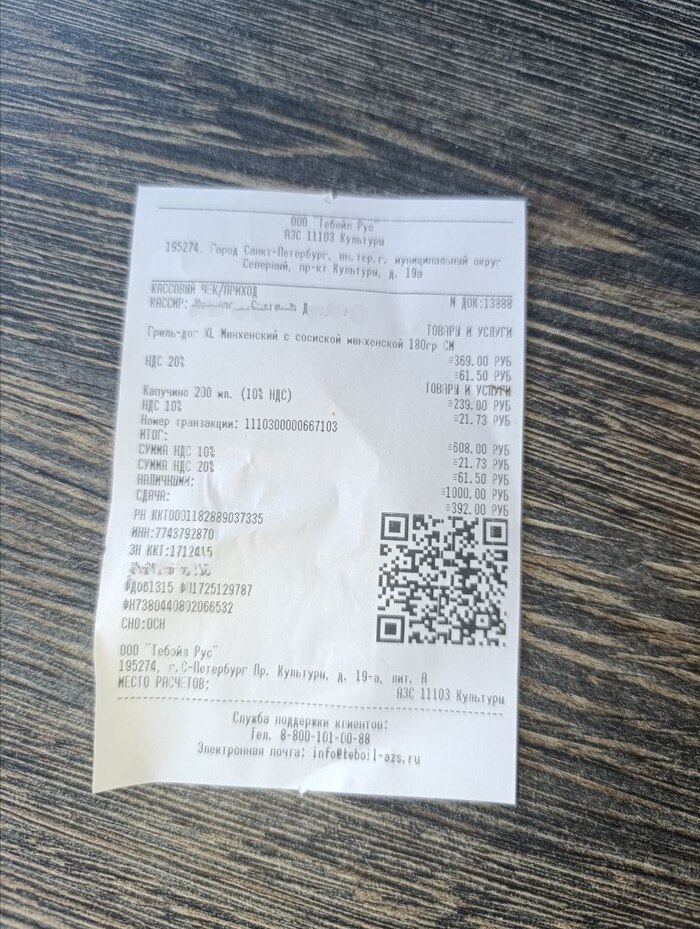 ООО "Тебойл Рус"
АЗС 11103 Культуры
195274, Город Санкт-Петербург, вн.тер.г. муниципальный округ
Северный, пр-кт Культуры, д. 19а
КАССОВЫЙ ЧЕК/ПРИХОД
КАССИР: Д N ДОК:13888
ТОВАРЫ И УСЛУГИ
Гриль-дог XL Мюнхенский с сосиской мюнхенской 180гр СМ
=369.00 РУБ
НДС 20% =61.50 РУБ
ТОВАРЫ И УСЛУГИ
Капучино 200 мл. (10% НДС) =239.00 РУБ
НДС 10% =21.73 РУБ
Номер транзакции: 1110300000667103
ИТОГ: =608.00 РУБ
СУММА НДС 10% =21.73 РУБ
СУММА НДС 20% =61.50 РУБ
НАЛИЧНЫМИ: =1000.00 РУБ
СДАЧА: =392.00 РУБ
РН ККТ0001182889037335
ИНН:7743792870
ЗН ККТ:1712415
ФД061315 ФП1725129787
ФН7380440802066532
СНО:ОСН
ООО "Тебойл Рус"
195274, г.С-Петербург Пр. Культуры, д. 19-а, лит. А
МЕСТО РАСЧЕТОВ: АЗС 11103 Культуры
Служба поддержки клиентов:
Тел. 8-800-101-00-88
Электронная почта: info@teboil-azs.ru